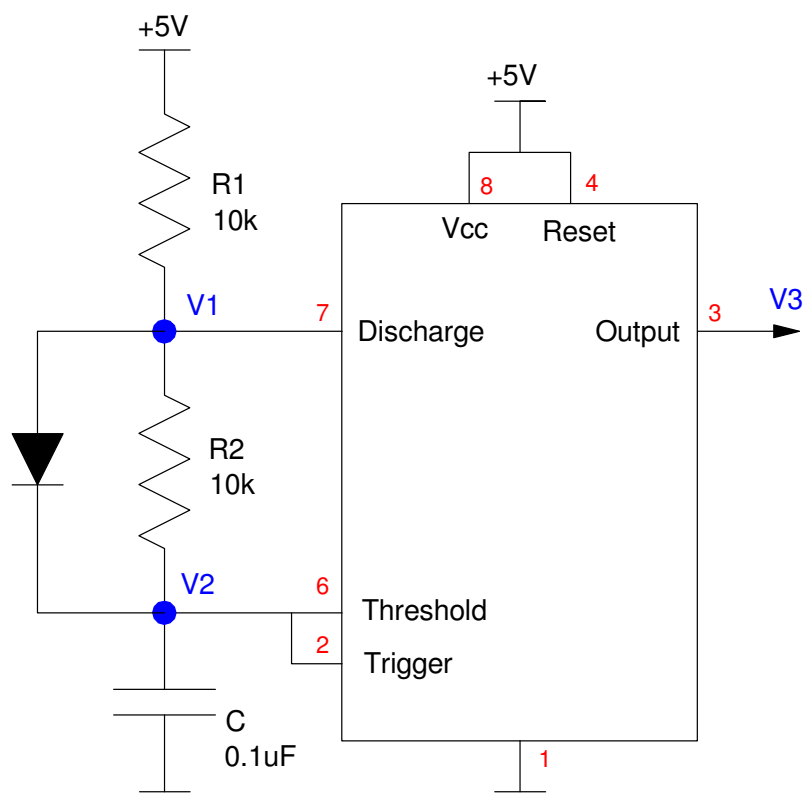 +5V
+5V
R1
10k
8
4
Vcc
Reset
V1
7
Discharge
Output
3
V3
R2
10k
V2
6
Threshold
2
Trigger
C
0.1uF
1